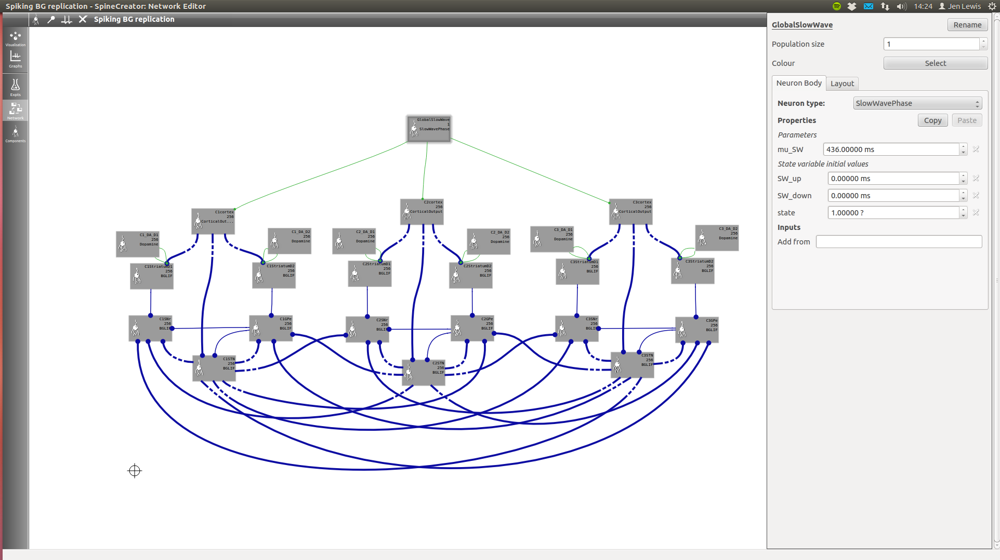 Spiking BG replication - SpineCreator: Network Editor
14:24
Jen Lewis
Spiking BG replication
Visualisation
Graphs
Expts
Network
Components
GlobalSlowWave
1
SlowWavePhase
C1cortex
256
CorticalOut...
C2cortex
256
CorticalOutput
C3cortex
256
CorticalOutput
C1_DA_D1
256
Dopamine
C1_DA_D2
256
Dopamine
C2_DA_D1
256
Dopamine
C2_DA_D2
256
Dopamine
C3_DA_D1
256
Dopamine
C3_DA_D2
256
Dopamine
C1StriatumD1
256
BGLIF
C1StriatumD2
256
BGLIF
C2StriatumD1
256
BGLIF
C2StriatumD2
256
BGLIF
C3StriatumD1
256
BGLIF
C3StriatumD2
256
BGLIF
C1SNr
256
BGLIF
C1GPe
256
BGLIF
C2SNr
256
BGLIF
C2GPe
256
BGLIF
C3SNr
256
BGLIF
C3GPe
256
BGLIF
C1STN
256
BGLIF
C2STN
256
BGLIF
C3STN
256
BGLIF
GlobalSlowWave
Rename
Population size
1
Colour
Select
Neuron Body
Layout
Neuron type:
SlowWavePhase
Properties
Copy
Paste
Parameters
mu_SW
436.00000 ms
State variable initial values
SW_up
0.00000 ms
SW_down
0.00000 ms
state
1.00000 ?
Inputs
Add from